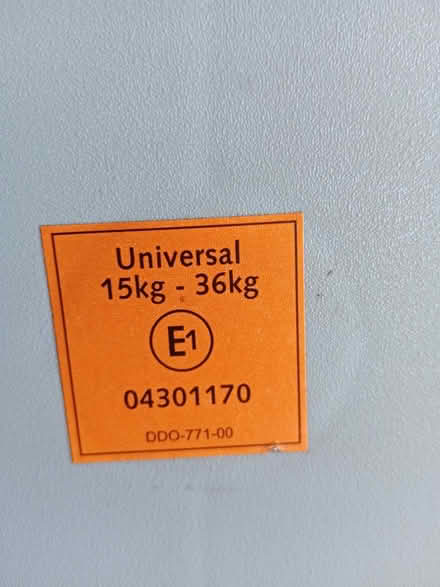 Universal
15kg - 36kg
E1
04301170
DDO-771-00